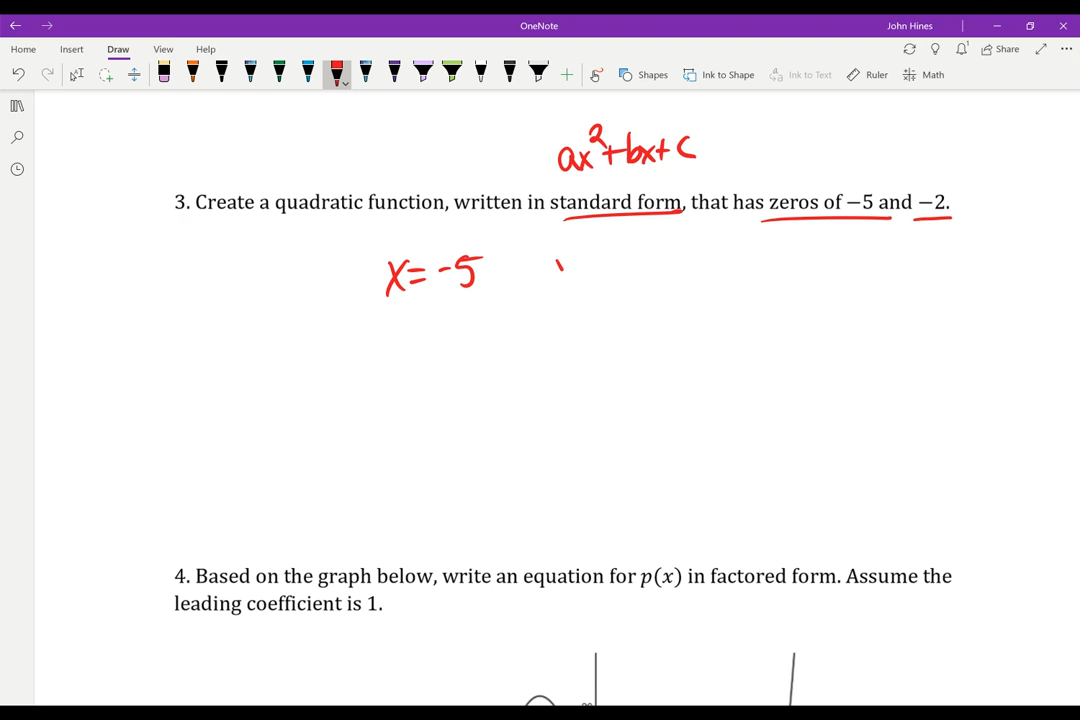 OneNote
John Hines
Home Insert Draw View Help
Share
Shapes Ink to Shape Ink to Text Ruler Math
ax²+bx+c
3. Create a quadratic function, written in standard form, that has zeros of −5 and −2.
x= -5
4. Based on the graph below, write an equation for p(x) in factored form. Assume the
leading coefficient is 1.